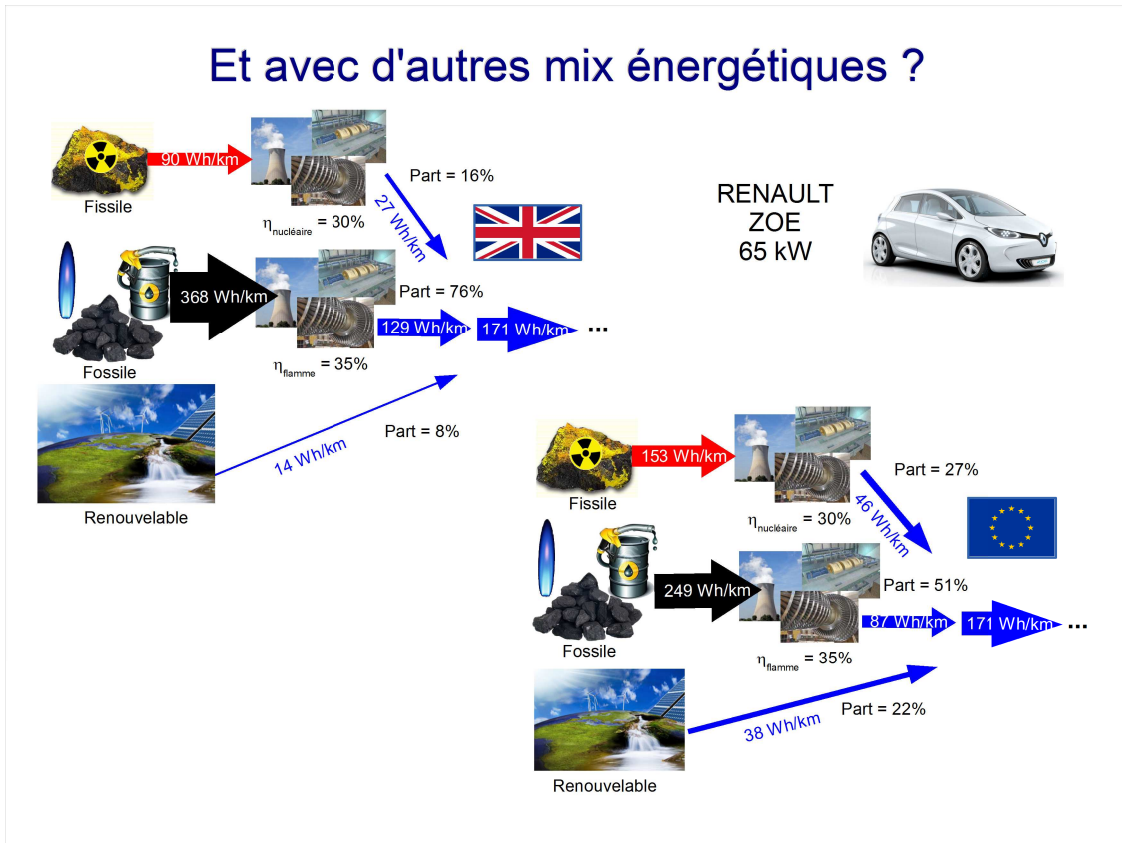 Et avec d'autres mix énergétiques ?
90 Wh/km
Part = 16%
Fissile
27 Wh/km
ηnucléaire = 30%
RENAULT
ZOE
65 kW
368 Wh/km
Part = 76%
129 Wh/km
171 Wh/km
...
Fossile
ηflamme = 35%
14 Wh/km
Part = 8%
Renouvelable
153 Wh/km
Part = 27%
Fissile
46 Wh/km
ηnucléaire = 30%
249 Wh/km
Part = 51%
87 Wh/km
171 Wh/km
...
Fossile
ηflamme = 35%
38 Wh/km
Part = 22%
Renouvelable